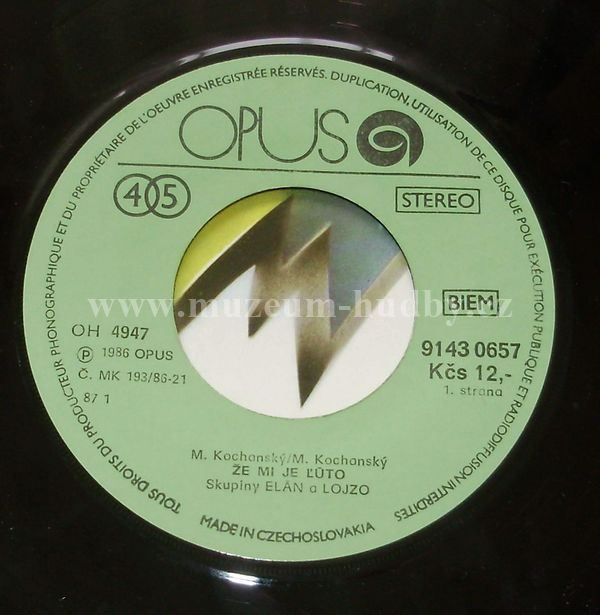 TOUS DROITS DU PRODUCTEUR PHONOGRAPHIQUE ET DU PROPRIÉTAIRE DE L'OEUVRE ENREGISTRÉE RÉSERVÉS. DUPLICATION, UTILISATION DE CE DISQUE POUR EXÉCUTION PUBLIQUE ET RADIODIFFUSION INTERDITES
OPUS
45
STEREO
www.muzeum-hudby.cz
BIEM
OH 4947
Ⓟ 1986 OPUS
Č. MK 193/86-21
87 1
9143 0657
Kčs 12,-
1. strana
M. Kochanský/M. Kochanský
ŽE MI JE ĽÚTO
Skupiny ELÁN a LOJZO
MADE IN CZECHOSLOVAKIA